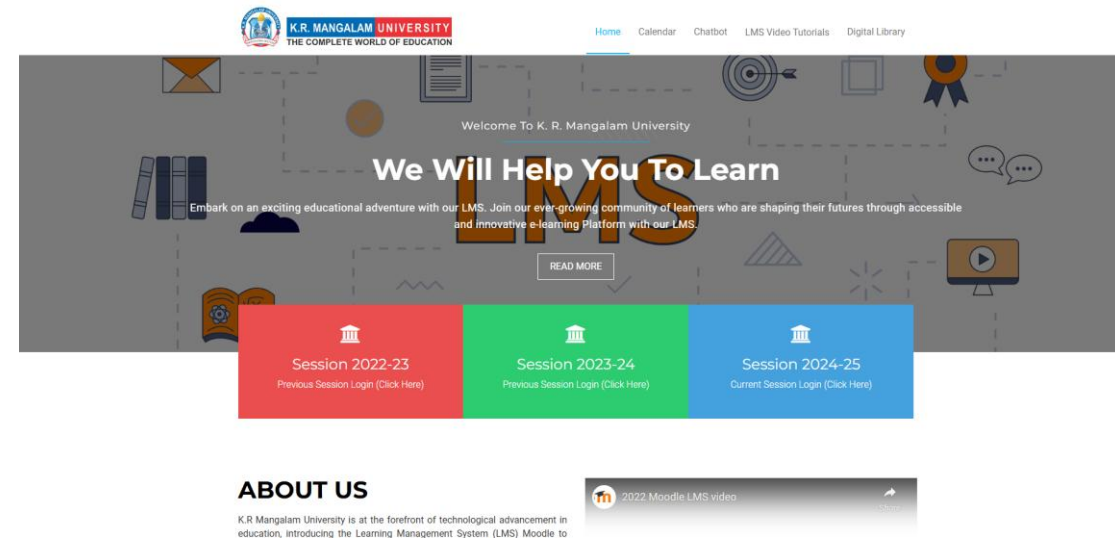 K.R. MANGALAM UNIVERSITY
THE COMPLETE WORLD OF EDUCATION
Home Calendar Chatbot LMS Video Tutorials Digital Library
Welcome To K. R. Mangalam University
We Will Help You To Learn
LMS
Embark on an exciting educational adventure with our LMS. Join our ever-growing community of learners who are shaping their futures through accessible
and innovative e-learning Platform with our LMS.
READ MORE
Session 2022-23
Previous Session Login (Click Here)
Session 2023-24
Previous Session Login (Click Here)
Session 2024-25
Current Session Login (Click Here)
ABOUT US
K.R Mangalam University is at the forefront of technological advancement in
education, introducing the Learning Management System (LMS) Moodle to
m
2022 Moodle LMS video
Share